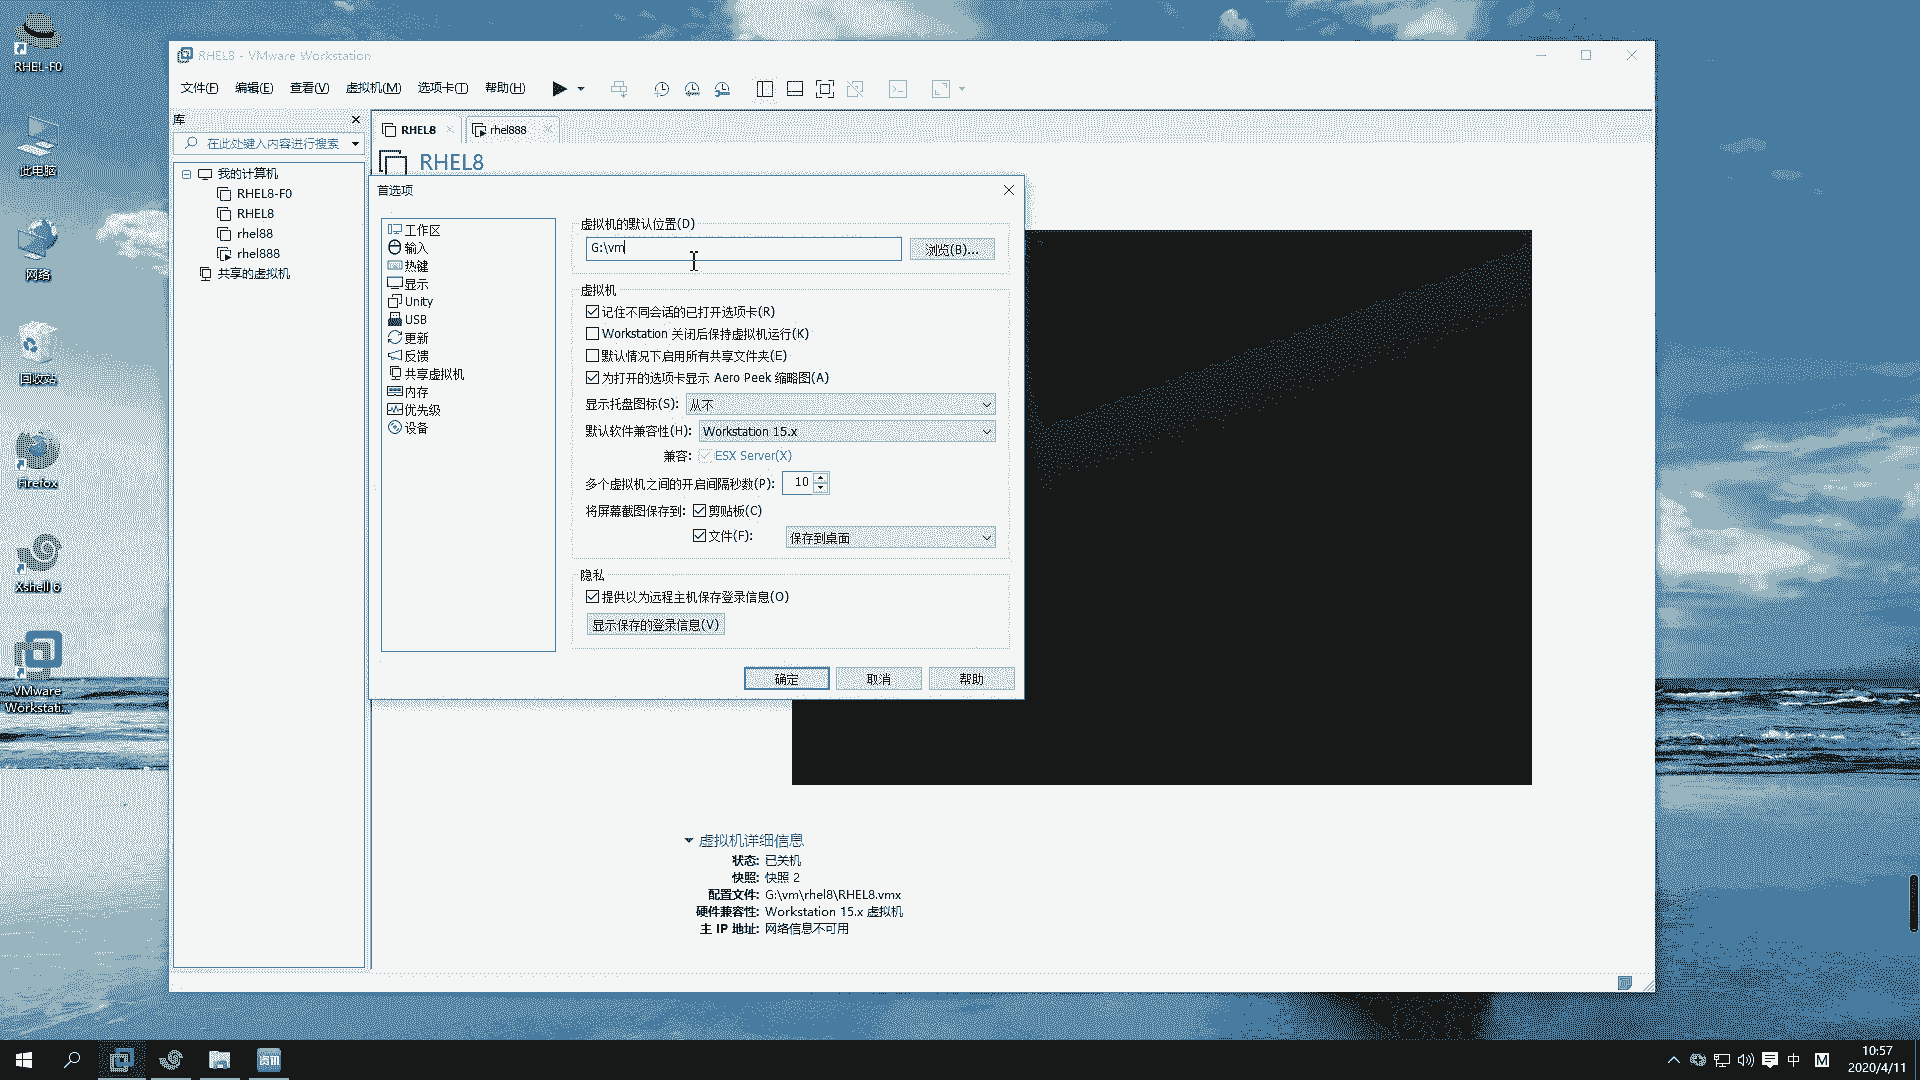 RHEL-F0
此电脑
网络
回收站
Firefox
Xshell 6
VMware
Workstati...
RHEL8 - VMware Workstation
文件(F) 编辑(E) 查看(V) 虚拟机(M) 选项卡(T) 帮助(H)
库
在此处键入内容进行搜索
我的计算机
RHEL8-F0
RHEL8
rhel88
rhel888
共享的虚拟机
RHEL8 rhel888
RHEL8
首选项
工作区
输入
热键
显示
Unity
USB
更新
反馈
共享虚拟机
内存
优先级
设备
虚拟机的默认位置(D)
G:\vm 浏览(B)...
虚拟机
记住不同会话的已打开选项卡(R)
Workstation 关闭后保持虚拟机运行(K)
默认情况下启用所有共享文件夹(E)
为打开的选项卡显示 Aero Peek 缩略图(A)
显示托盘图标(S): 从不
默认软件兼容性(H): Workstation 15.x
兼容: ESX Server(X)
多个虚拟机之间的开启间隔秒数(P): 10
将屏幕截图保存到: 剪贴板(C)
文件(F): 保存到桌面
隐私
提供以为远程主机保存登录信息(O)
显示保存的登录信息(V)
确定 取消 帮助
虚拟机详细信息
状态: 已关机
快照: 快照 2
配置文件: G:\vm\rhel8\RHEL8.vmx
硬件兼容性: Workstation 15.x 虚拟机
主 IP 地址: 网络信息不可用
资讯
中 M
10:57
2020/4/11